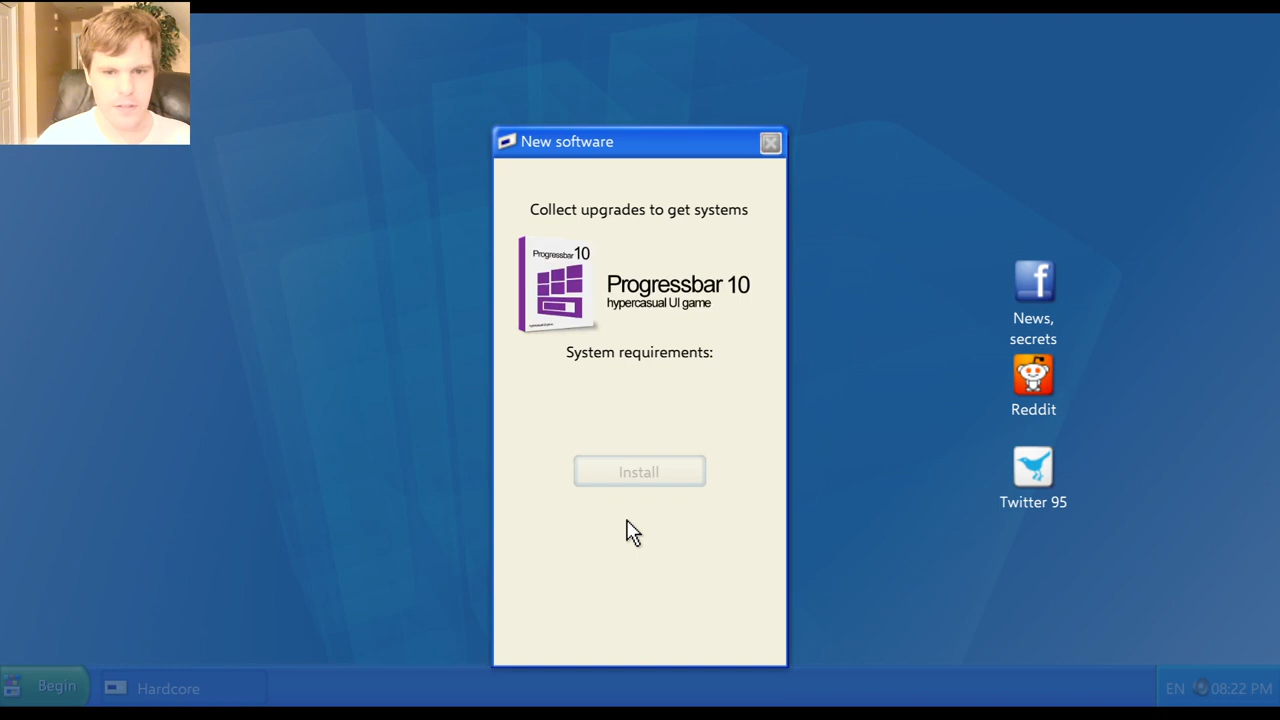 New software
Collect upgrades to get systems
Progressbar 10
Progressbar 10
hypercasual UI game
System requirements:
Install
News,
secrets
Reddit
Twitter 95
Begin
Hardcore
EN 08:22 PM